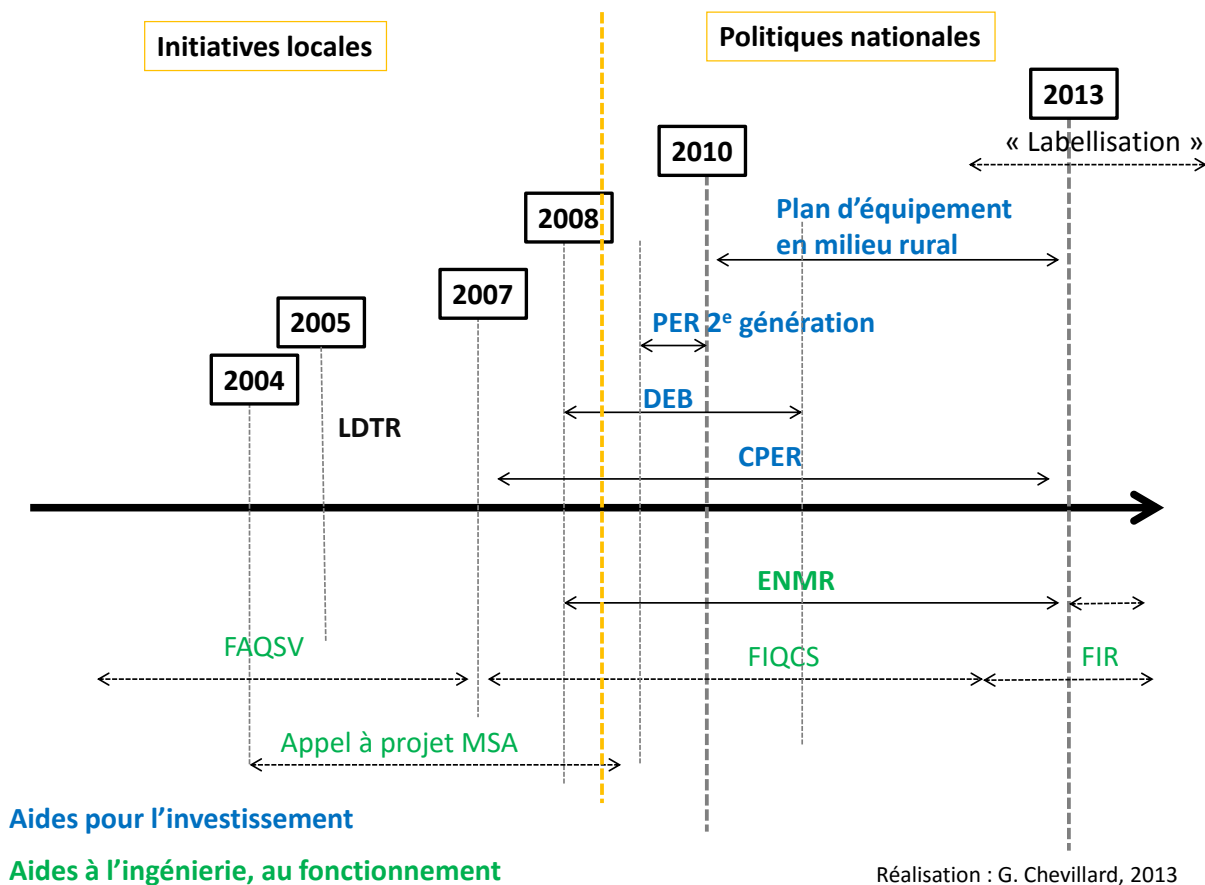 Initiatives locales
Politiques nationales
2013
« Labellisation »
2010
2008
Plan d’équipement
en milieu rural
2007
2005
PER 2e génération
2004
DEB
LDTR
CPER
ENMR
FAQSV
FIQCS
FIR
Appel à projet MSA
Aides pour l’investissement
Aides à l’ingénierie, au fonctionnement
Réalisation : G. Chevillard, 2013